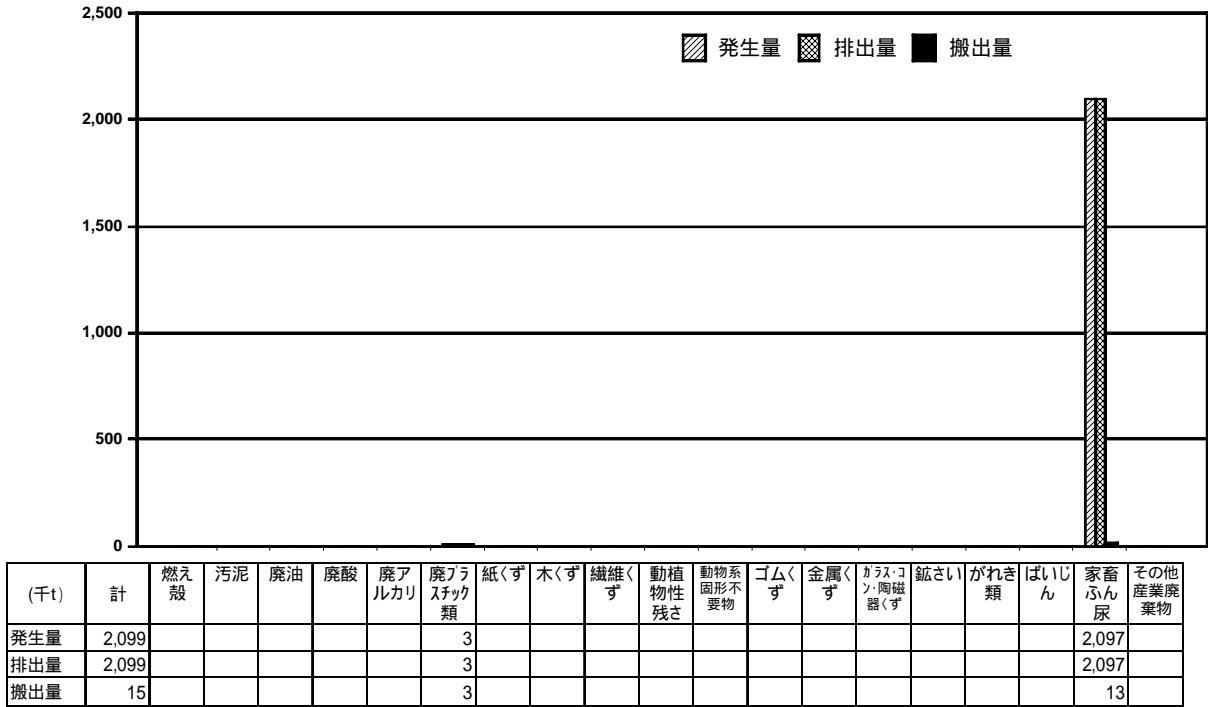 2,500
発生量 排出量 搬出量
2,000
1,500
1,000
500
0
(千t) 計 燃え殻 汚泥 廃油 廃酸 廃アルカリ 廃プラスチック類 紙くず 木くず 繊維くず 動植物性残さ 動物系固形不要物 ゴムくず 金属くず ガラス・コン・陶磁器くず 鉱さい がれき類 ばいじん 家畜ふん尿 その他産業廃棄物
発生量 2,099 3 2,097
排出量 2,099 3 2,097
搬出量 15 3 13